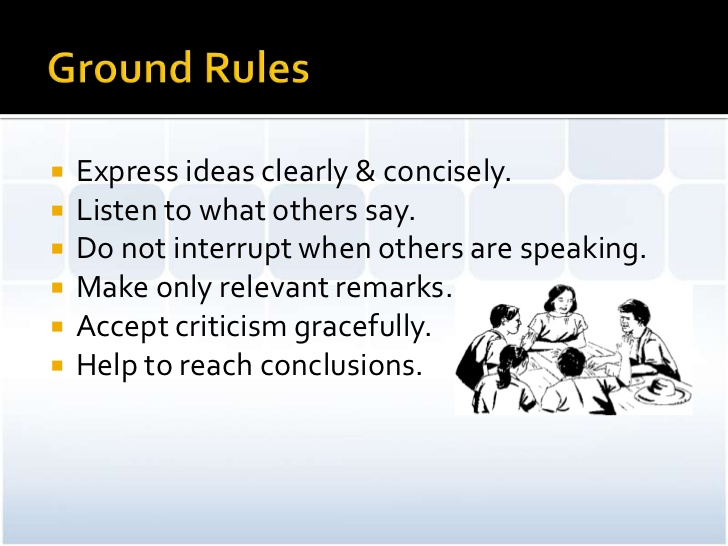 Ground Rules
Express ideas clearly & concisely.
Listen to what others say.
Do not interrupt when others are speaking.
Make only relevant remarks.
Accept criticism gracefully.
Help to reach conclusions.